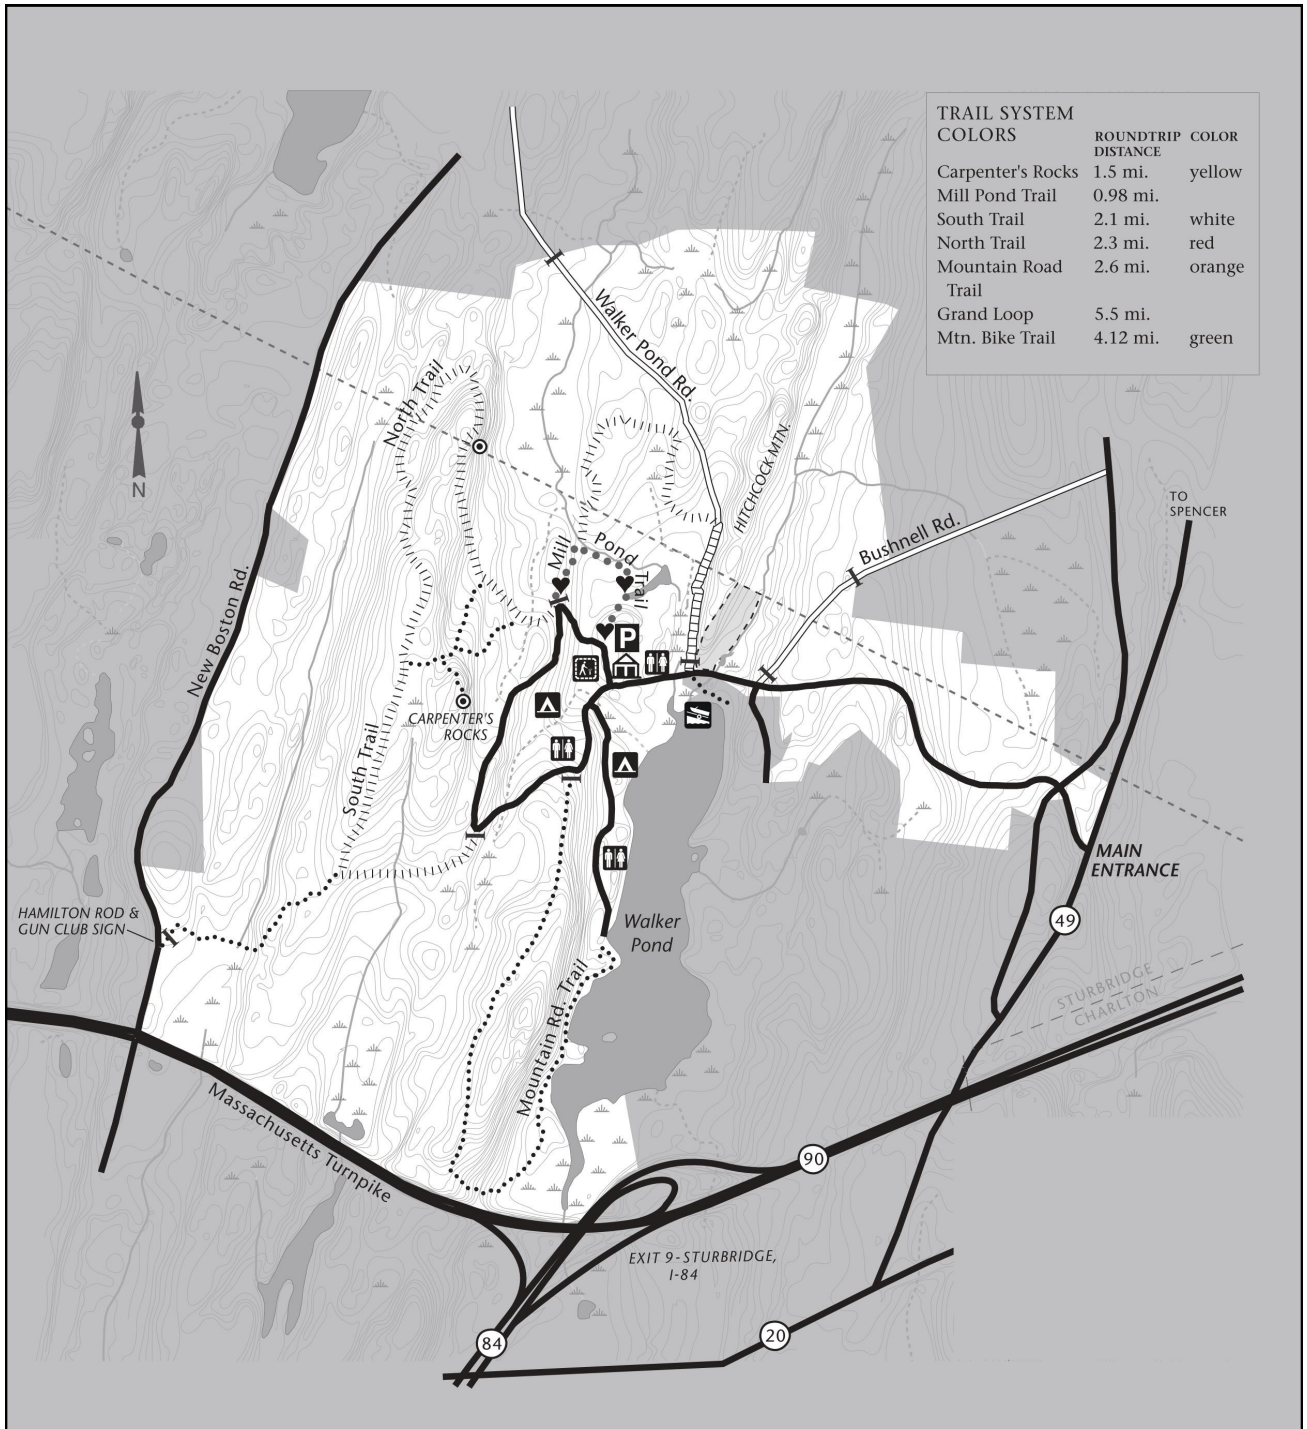 TRAIL SYSTEM
COLORS
ROUNDTRIP COLOR
DISTANCE
Carpenter's Rocks 1.5 mi. yellow
Mill Pond Trail 0.98 mi.
South Trail 2.1 mi. white
North Trail 2.3 mi. red
Mountain Road 2.6 mi. orange
Trail
Grand Loop 5.5 mi.
Mtn. Bike Trail 4.12 mi. green
Walker Pond Rd.
North Trail
HITCHCOCK MTN.
N
TO
SPENCER
Bushnell Rd.
Mill Pond Trail
New Boston Rd.
P
CARPENTER'S
ROCKS
South Trail
MAIN
ENTRANCE
HAMILTON ROD &
GUN CLUB SIGN
Walker
Pond
49
Mountain Rd. Trail
STURBRIDGE
CHARLTON
Massachusetts Turnpike
90
EXIT 9-STURBRIDGE,
I-84
84
20